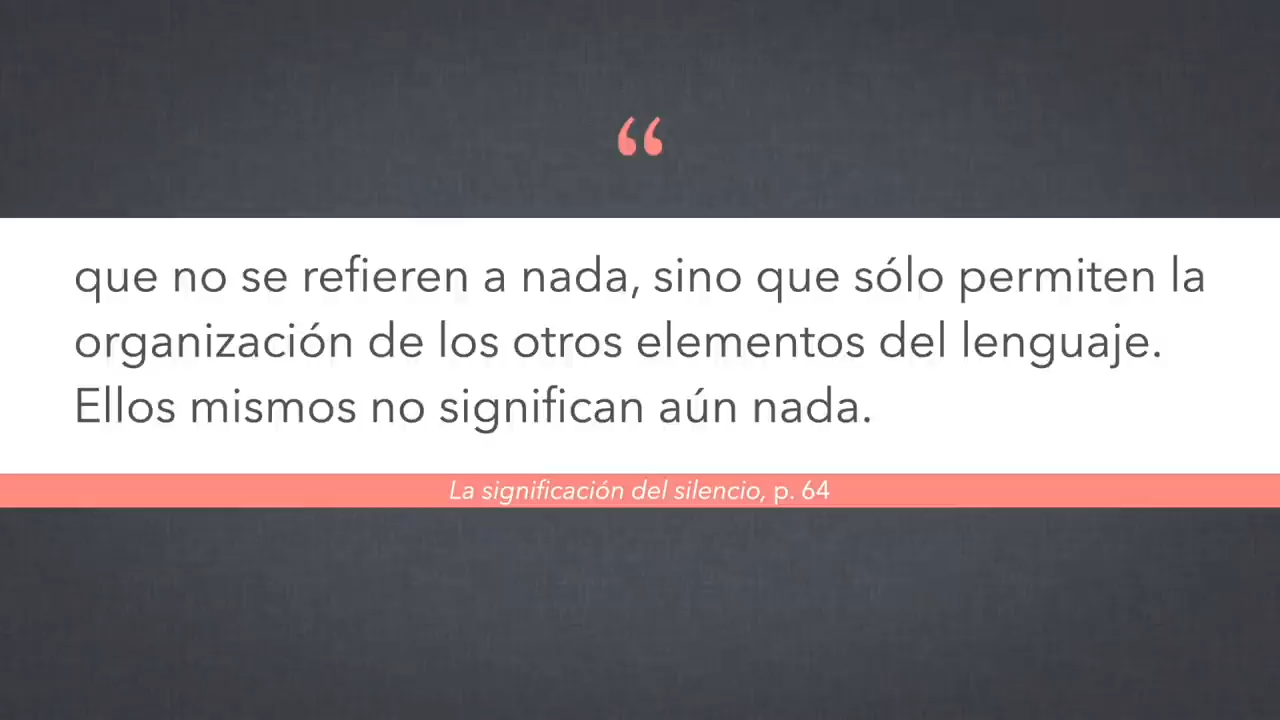 “
que no se refieren a nada, sino que sólo permiten la
organización de los otros elementos del lenguaje.
Ellos mismos no significan aún nada.
La significación del silencio, p. 64